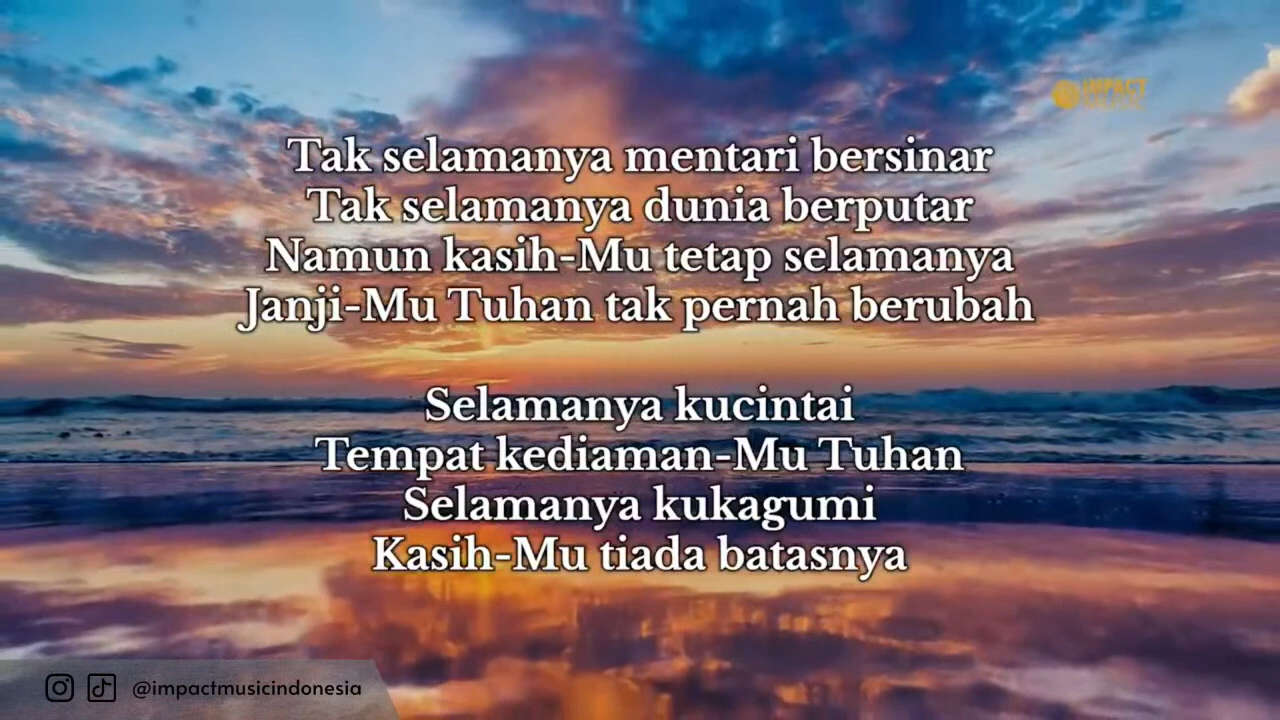 IMPACT
Tak selamanya mentari bersinar
Tak selamanya dunia berputar
Namun kasih-Mu tetap selamanya
Janji-Mu Tuhan tak pernah berubah
Selamanya kucintai
Tempat kediaman-Mu Tuhan
Selamanya kukagumi
Kasih-Mu tiada batasnya
@impactmusicindonesia